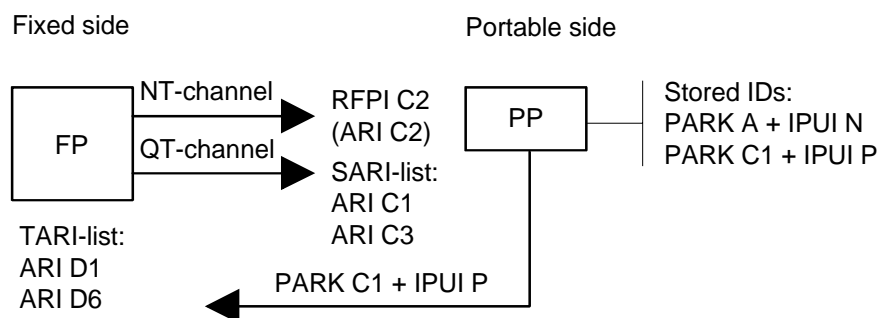 Fixed side
Portable side
NT-channel
RFPI C2
(ARI C2)
FP
QT-channel
SARI-list:
ARI C1
ARI C3
PP
Stored IDs:
PARK A + IPUI N
PARK C1 + IPUI P
TARI-list:
ARI D1
ARI D6
PARK C1 + IPUI P